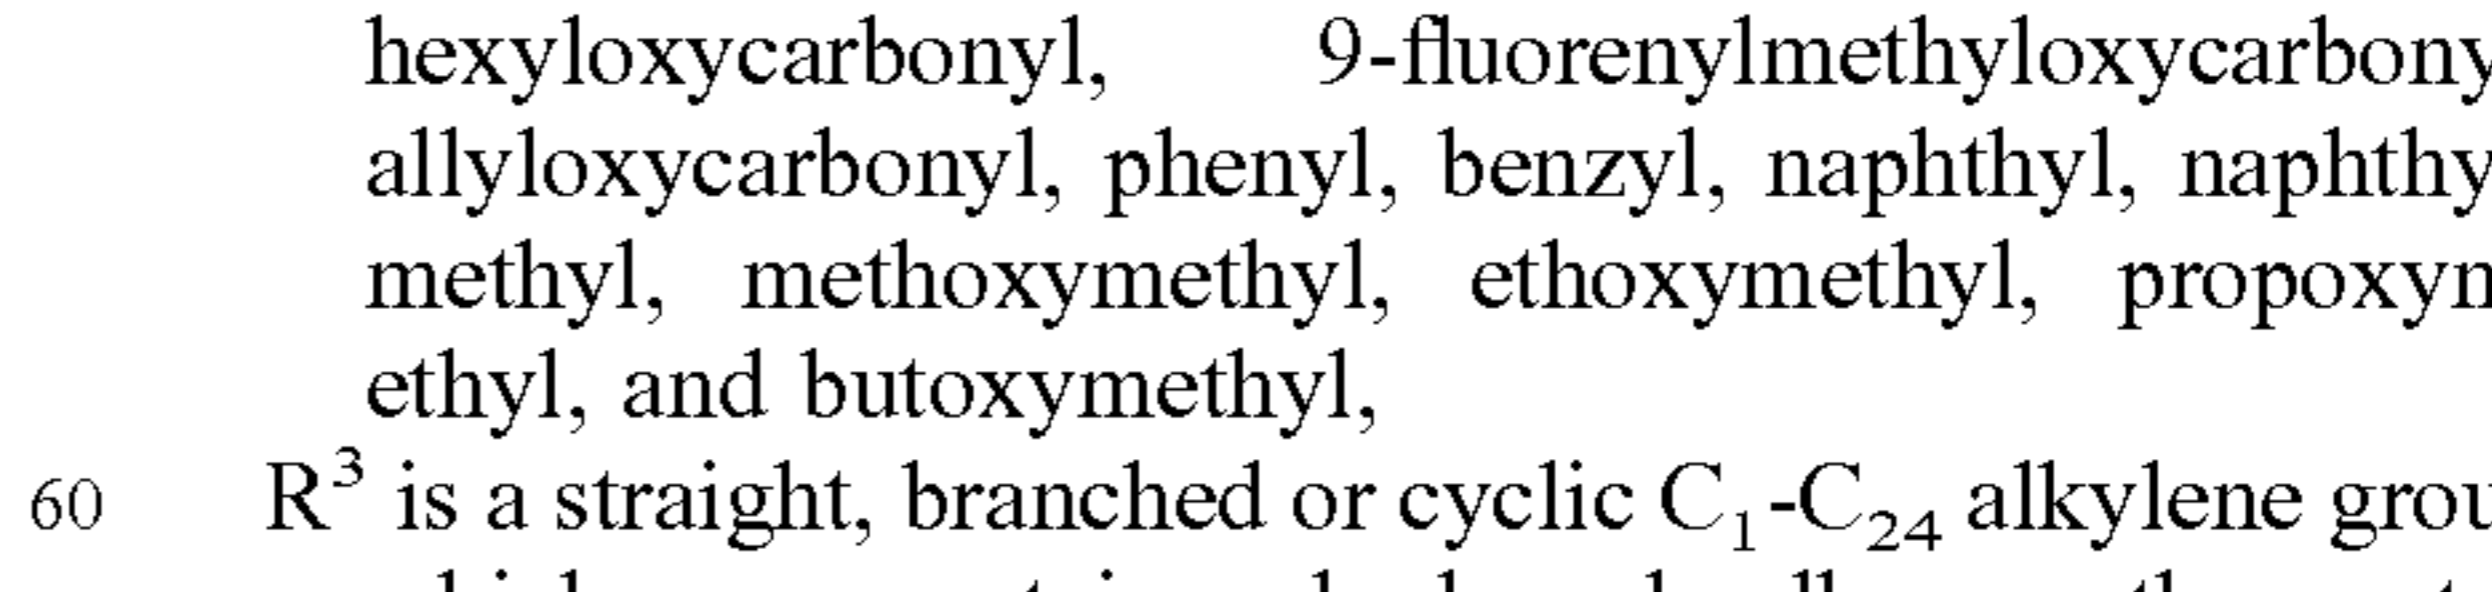 hexyloxycarbonyl, 9-fluorenylmethyloxycarbony
allyloxycarbonyl, phenyl, benzyl, naphthyl, naphthy
methyl, methoxymethyl, ethoxymethyl, propoxym
ethyl, and butoxymethyl,
60 R³ is a straight, branched or cyclic C₁-C₂₄ alkylene grou